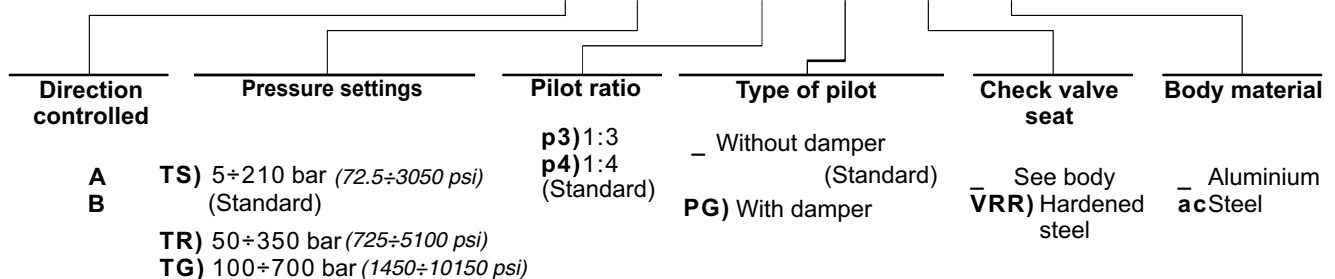 Direction
controlled
A
B
Pressure settings
TS) 5÷210 bar (72.5÷3050 psi)
(Standard)
TR) 50÷350 bar (725÷5100 psi)
TG) 100÷700 bar (1450÷10150 psi)
Pilot ratio
p3)1:3
p4)1:4
(Standard)
Type of pilot
_ Without damper
(Standard)
PG) With damper
Check valve
seat
_ See body
VRR) Hardened
steel
Body material
_ Aluminium
acSteel